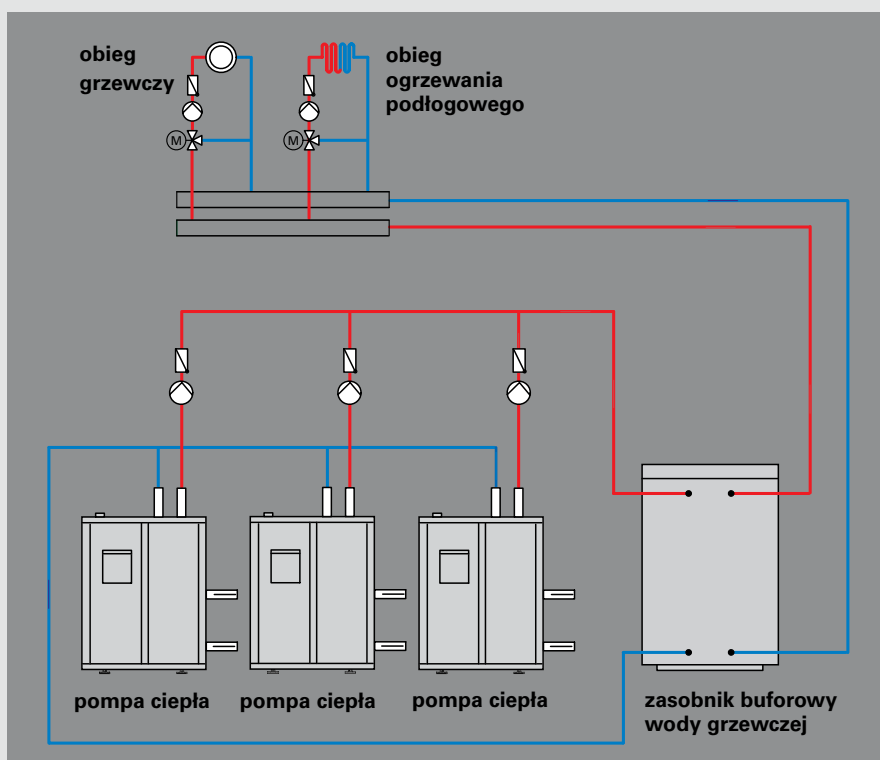 obieg
grzewczy
obieg
ogrzewania
podłogowego
M
M
pompa ciepła
pompa ciepła
pompa ciepła
zasobnik buforowy
wody grzewczej